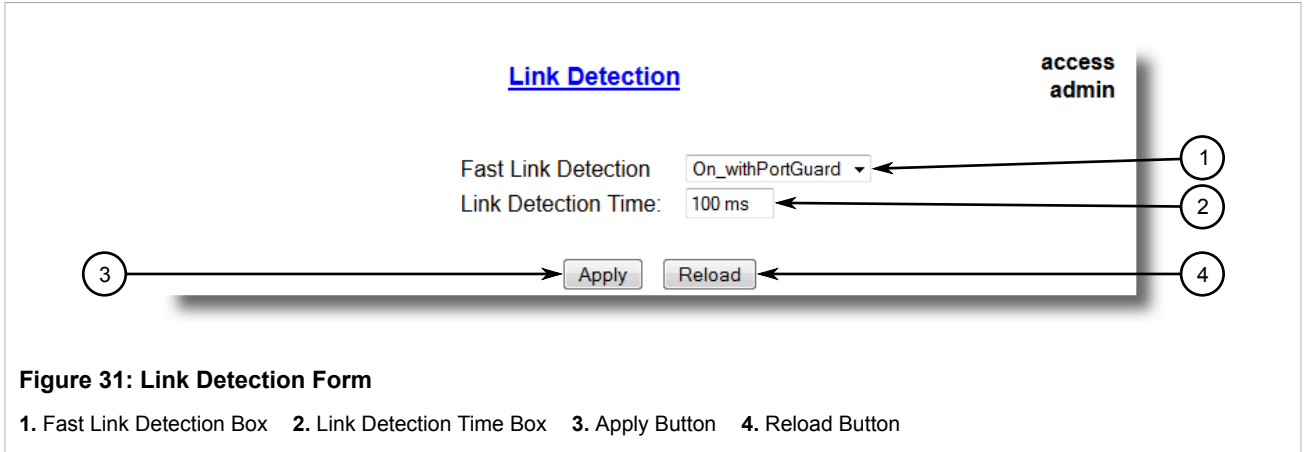 Link Detection
access
admin
Fast Link Detection On_withPortGuard
1
Link Detection Time: 100 ms
2
3
Apply Reload
4
Figure 31: Link Detection Form
1. Fast Link Detection Box 2. Link Detection Time Box 3. Apply Button 4. Reload Button